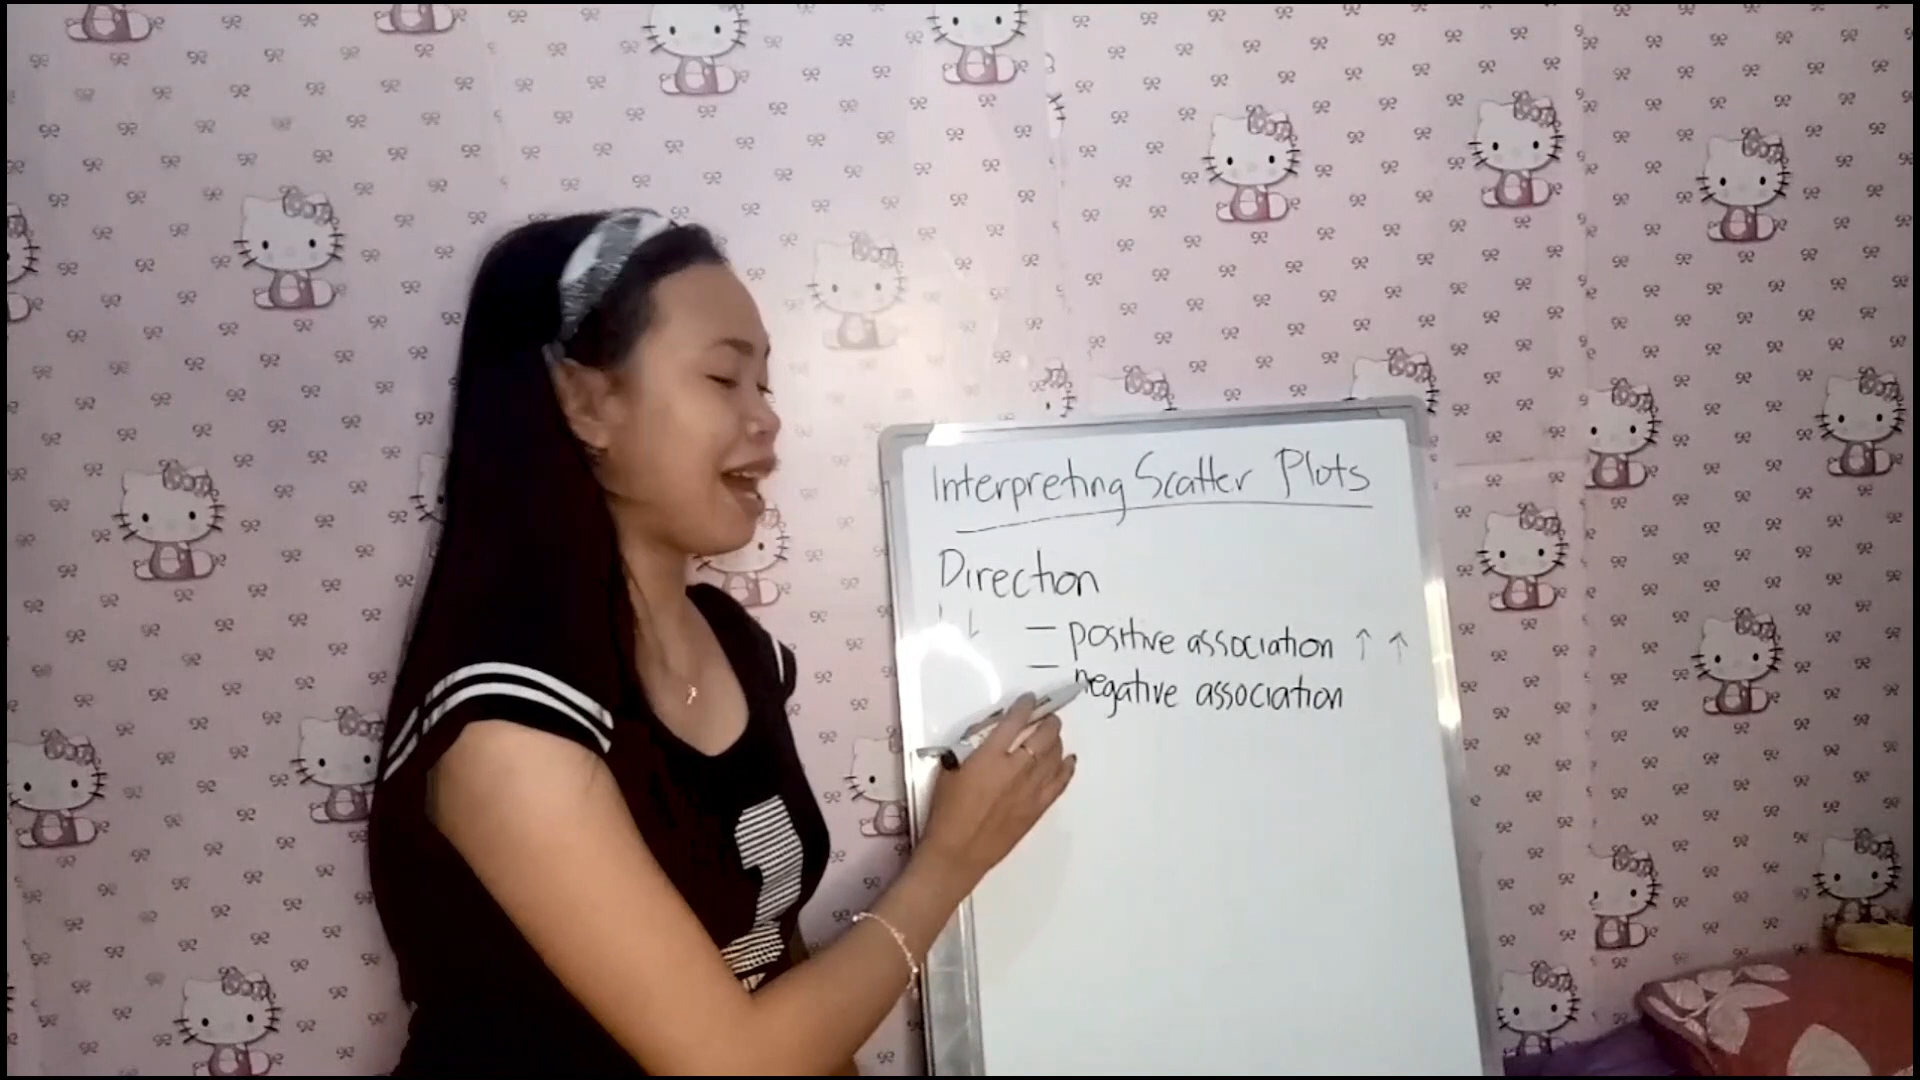 Interpreting Scatter Plots
Direction
↓
— positive association ↑ ↑
— negative association